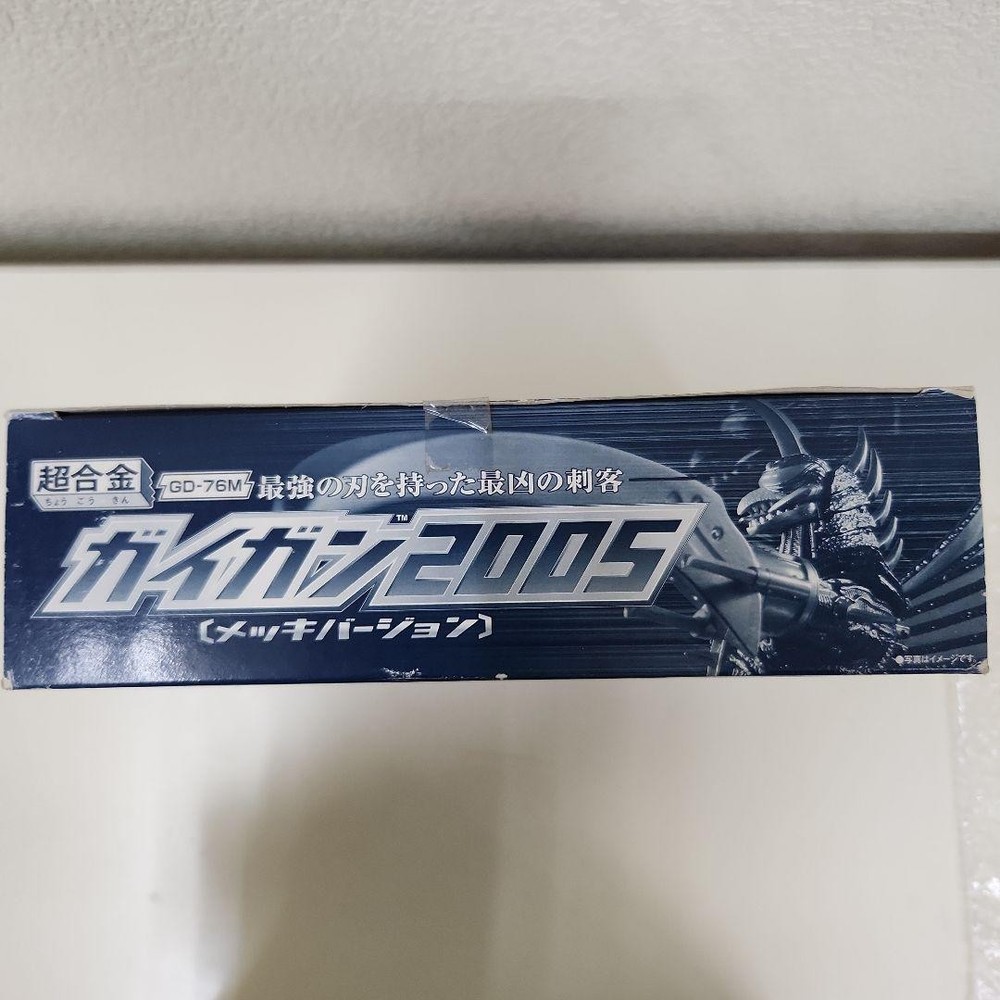 超合金
ちょう ごう きん
GD-76M
最強の刃を持った最凶の刺客
ガイガン™2005
〔メッキバージョン〕
●写真はイメージです。